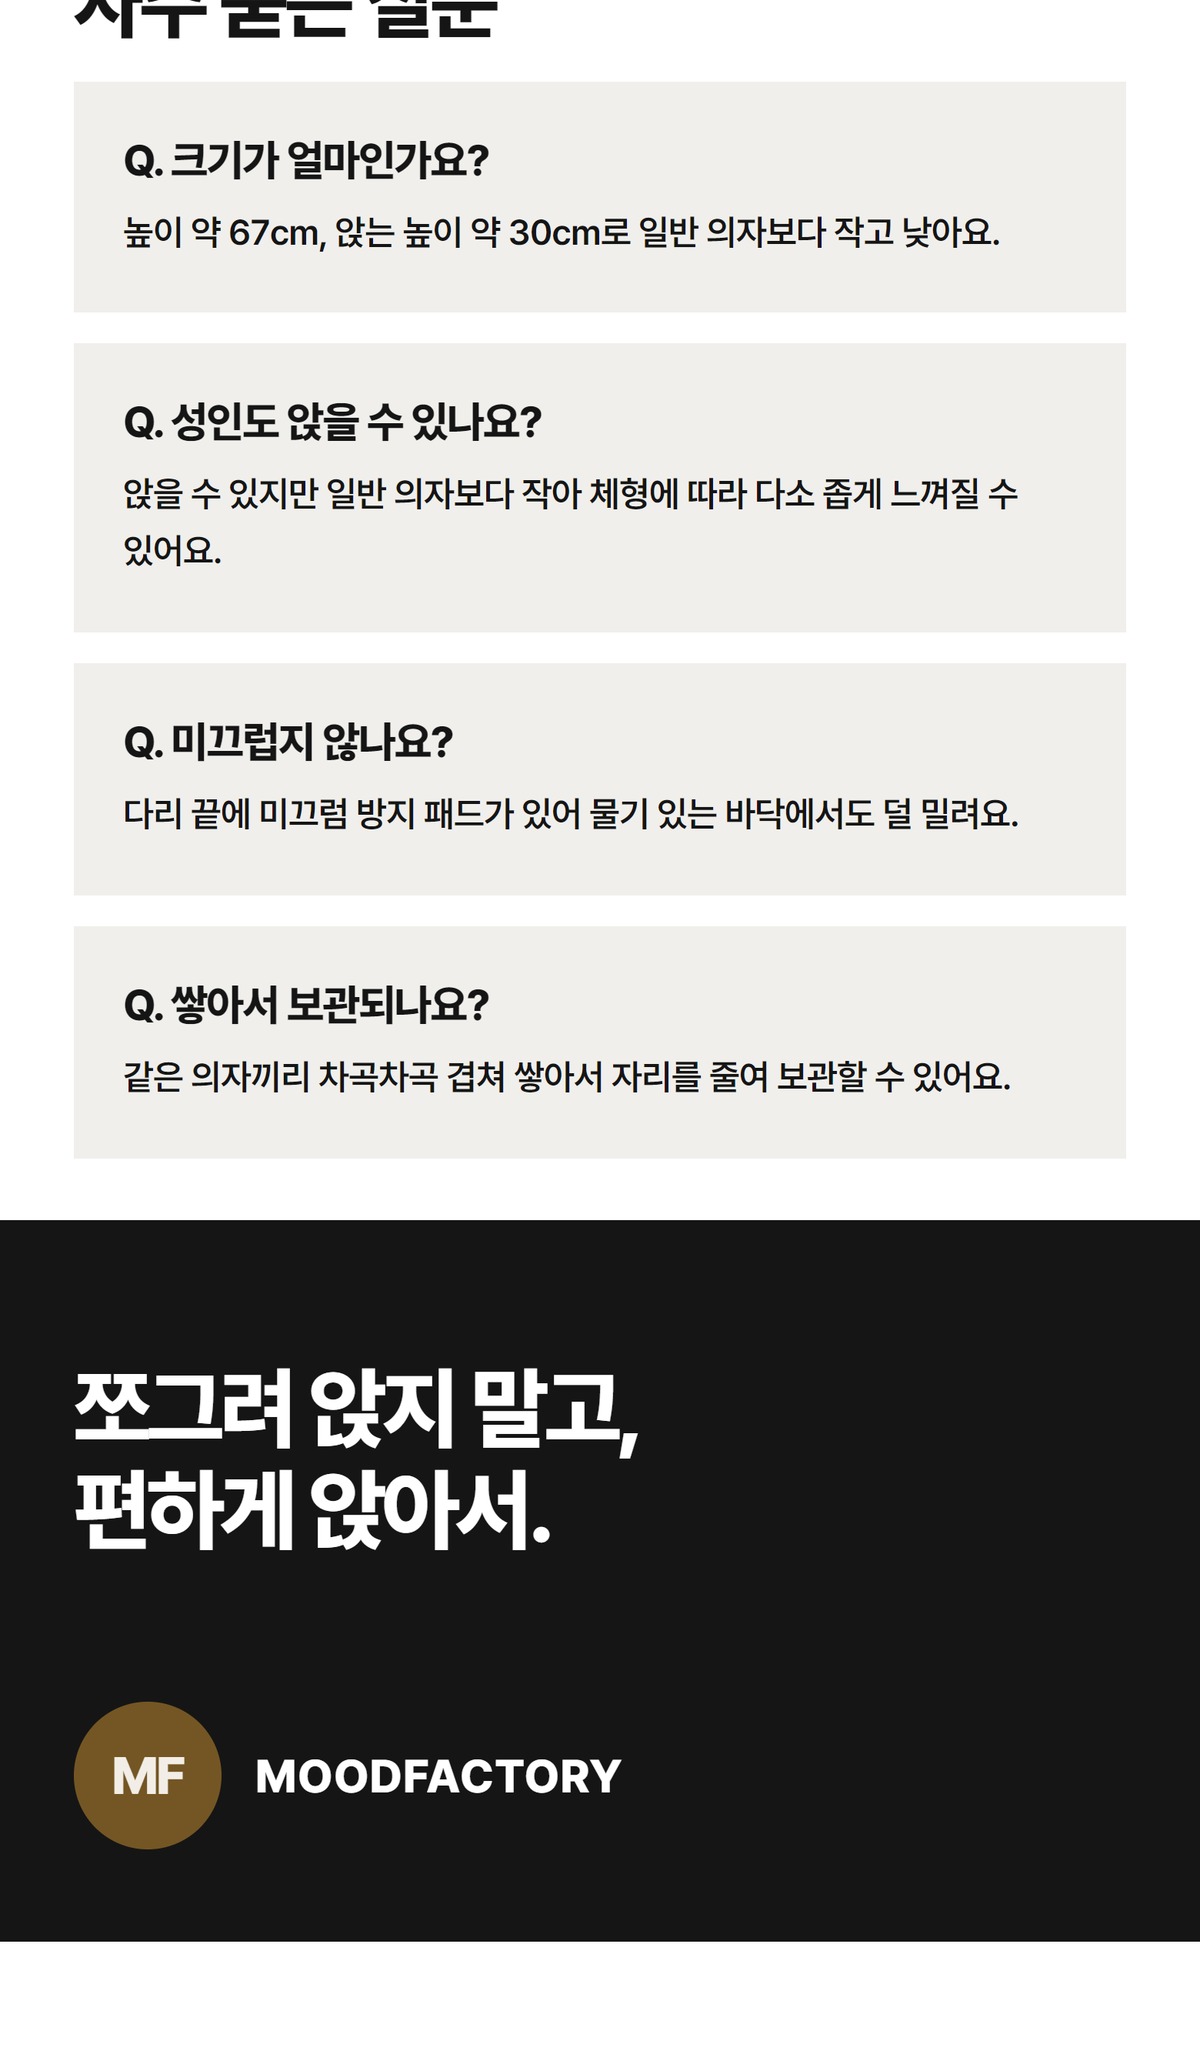 자주 묻는 질문
Q. 크기가 얼마인가요?
높이 약 67cm, 앉는 높이 약 30cm로 일반 의자보다 작고 낮아요.
Q. 성인도 앉을 수 있나요?
앉을 수 있지만 일반 의자보다 작아 체형에 따라 다소 좁게 느껴질 수
있어요.
Q. 미끄럽지 않나요?
다리 끝에 미끄럼 방지 패드가 있어 물기 있는 바닥에서도 덜 밀려요.
Q. 쌓아서 보관되나요?
같은 의자끼리 차곡차곡 겹쳐 쌓아서 자리를 줄여 보관할 수 있어요.
쪼그려 앉지 말고,
편하게 앉아서.
MF
MOODFACTORY